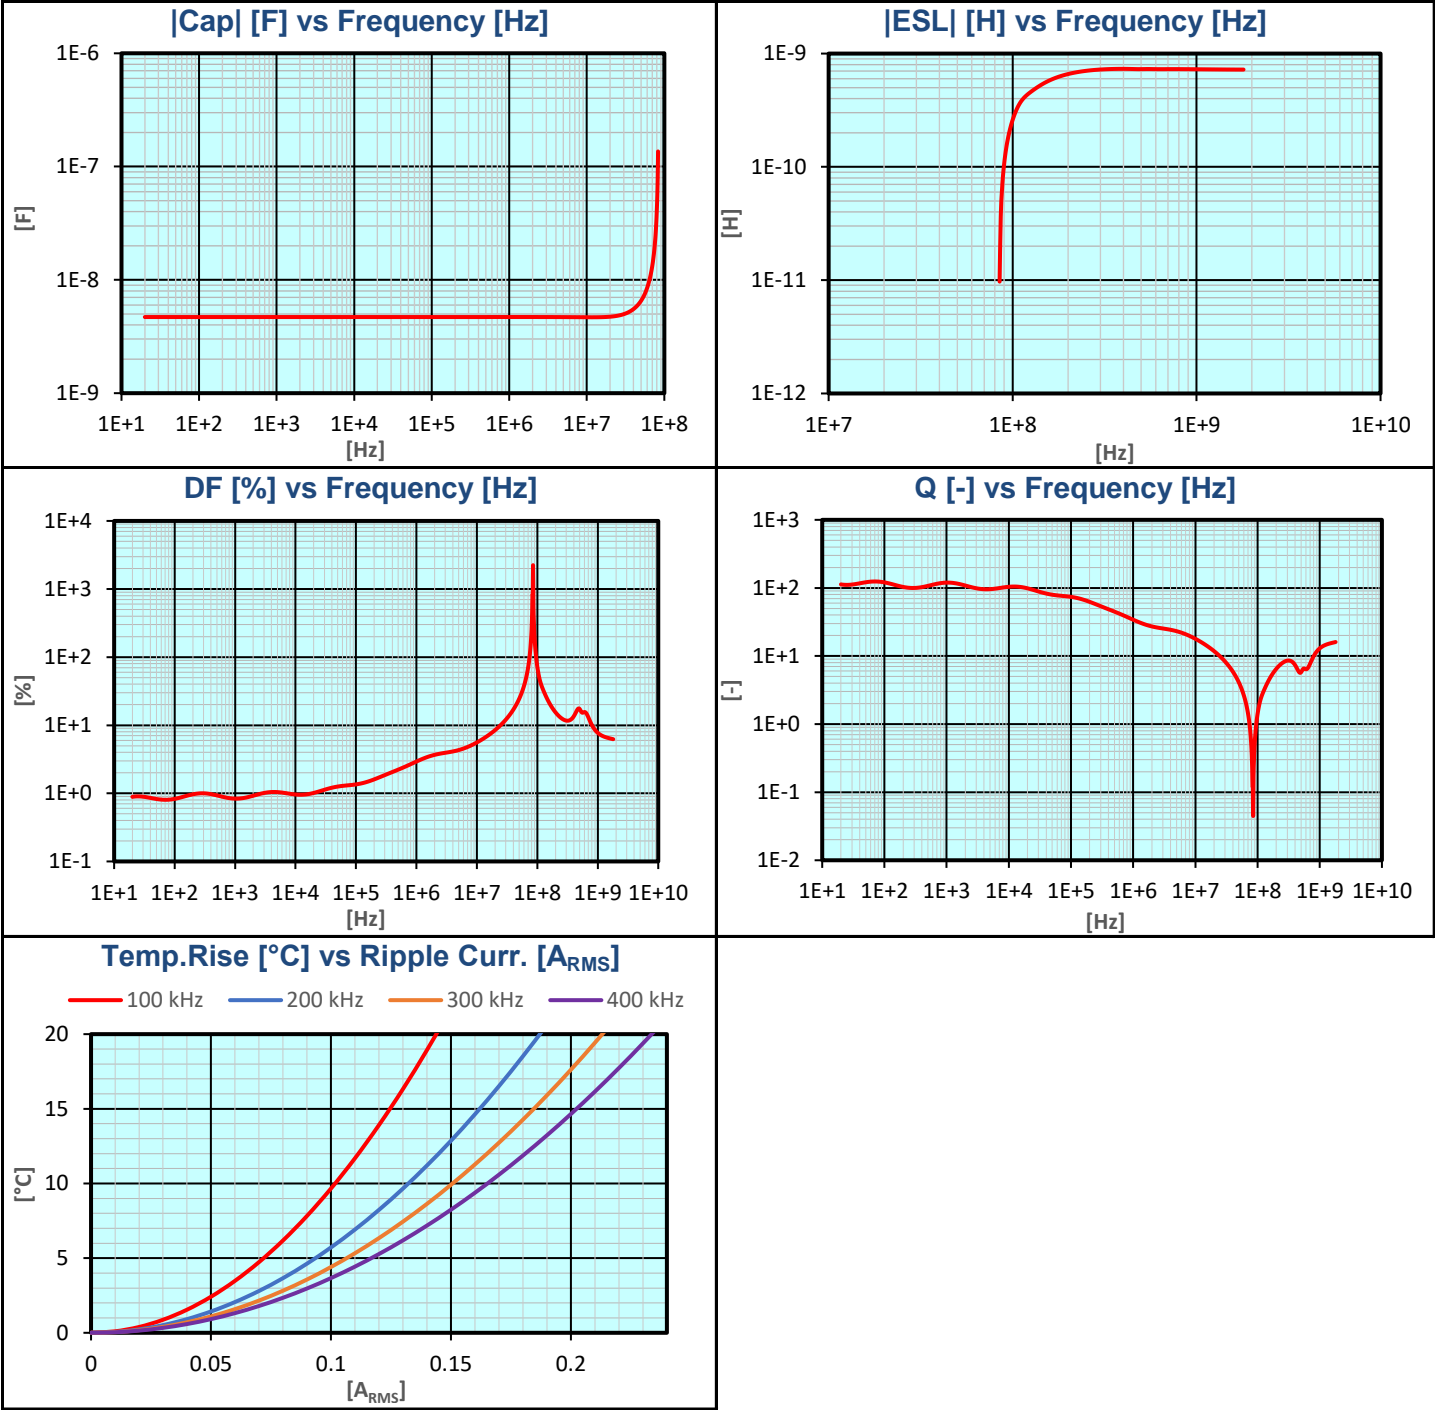 |Cap| [F] vs Frequency [Hz]
1E-6
1E-7
1E-8
1E-9
[F]
1E+1 1E+2 1E+3 1E+4 1E+5 1E+6 1E+7 1E+8
[Hz]
|ESL| [H] vs Frequency [Hz]
1E-9
1E-10
1E-11
1E-12
[H]
1E+7 1E+8 1E+9 1E+10
[Hz]
DF [%] vs Frequency [Hz]
1E+4
1E+3
1E+2
1E+1
1E+0
1E-1
[%]
1E+1 1E+2 1E+3 1E+4 1E+5 1E+6 1E+7 1E+8 1E+9 1E+10
[Hz]
Q [-] vs Frequency [Hz]
1E+3
1E+2
1E+1
1E+0
1E-1
1E-2
[-]
1E+1 1E+2 1E+3 1E+4 1E+5 1E+6 1E+7 1E+8 1E+9 1E+10
[Hz]
Temp.Rise [°C] vs Ripple Curr. [ARMS]
100 kHz 200 kHz 300 kHz 400 kHz
20
15
10
5
0
[°C]
0 0.05 0.1 0.15 0.2
[ARMS]